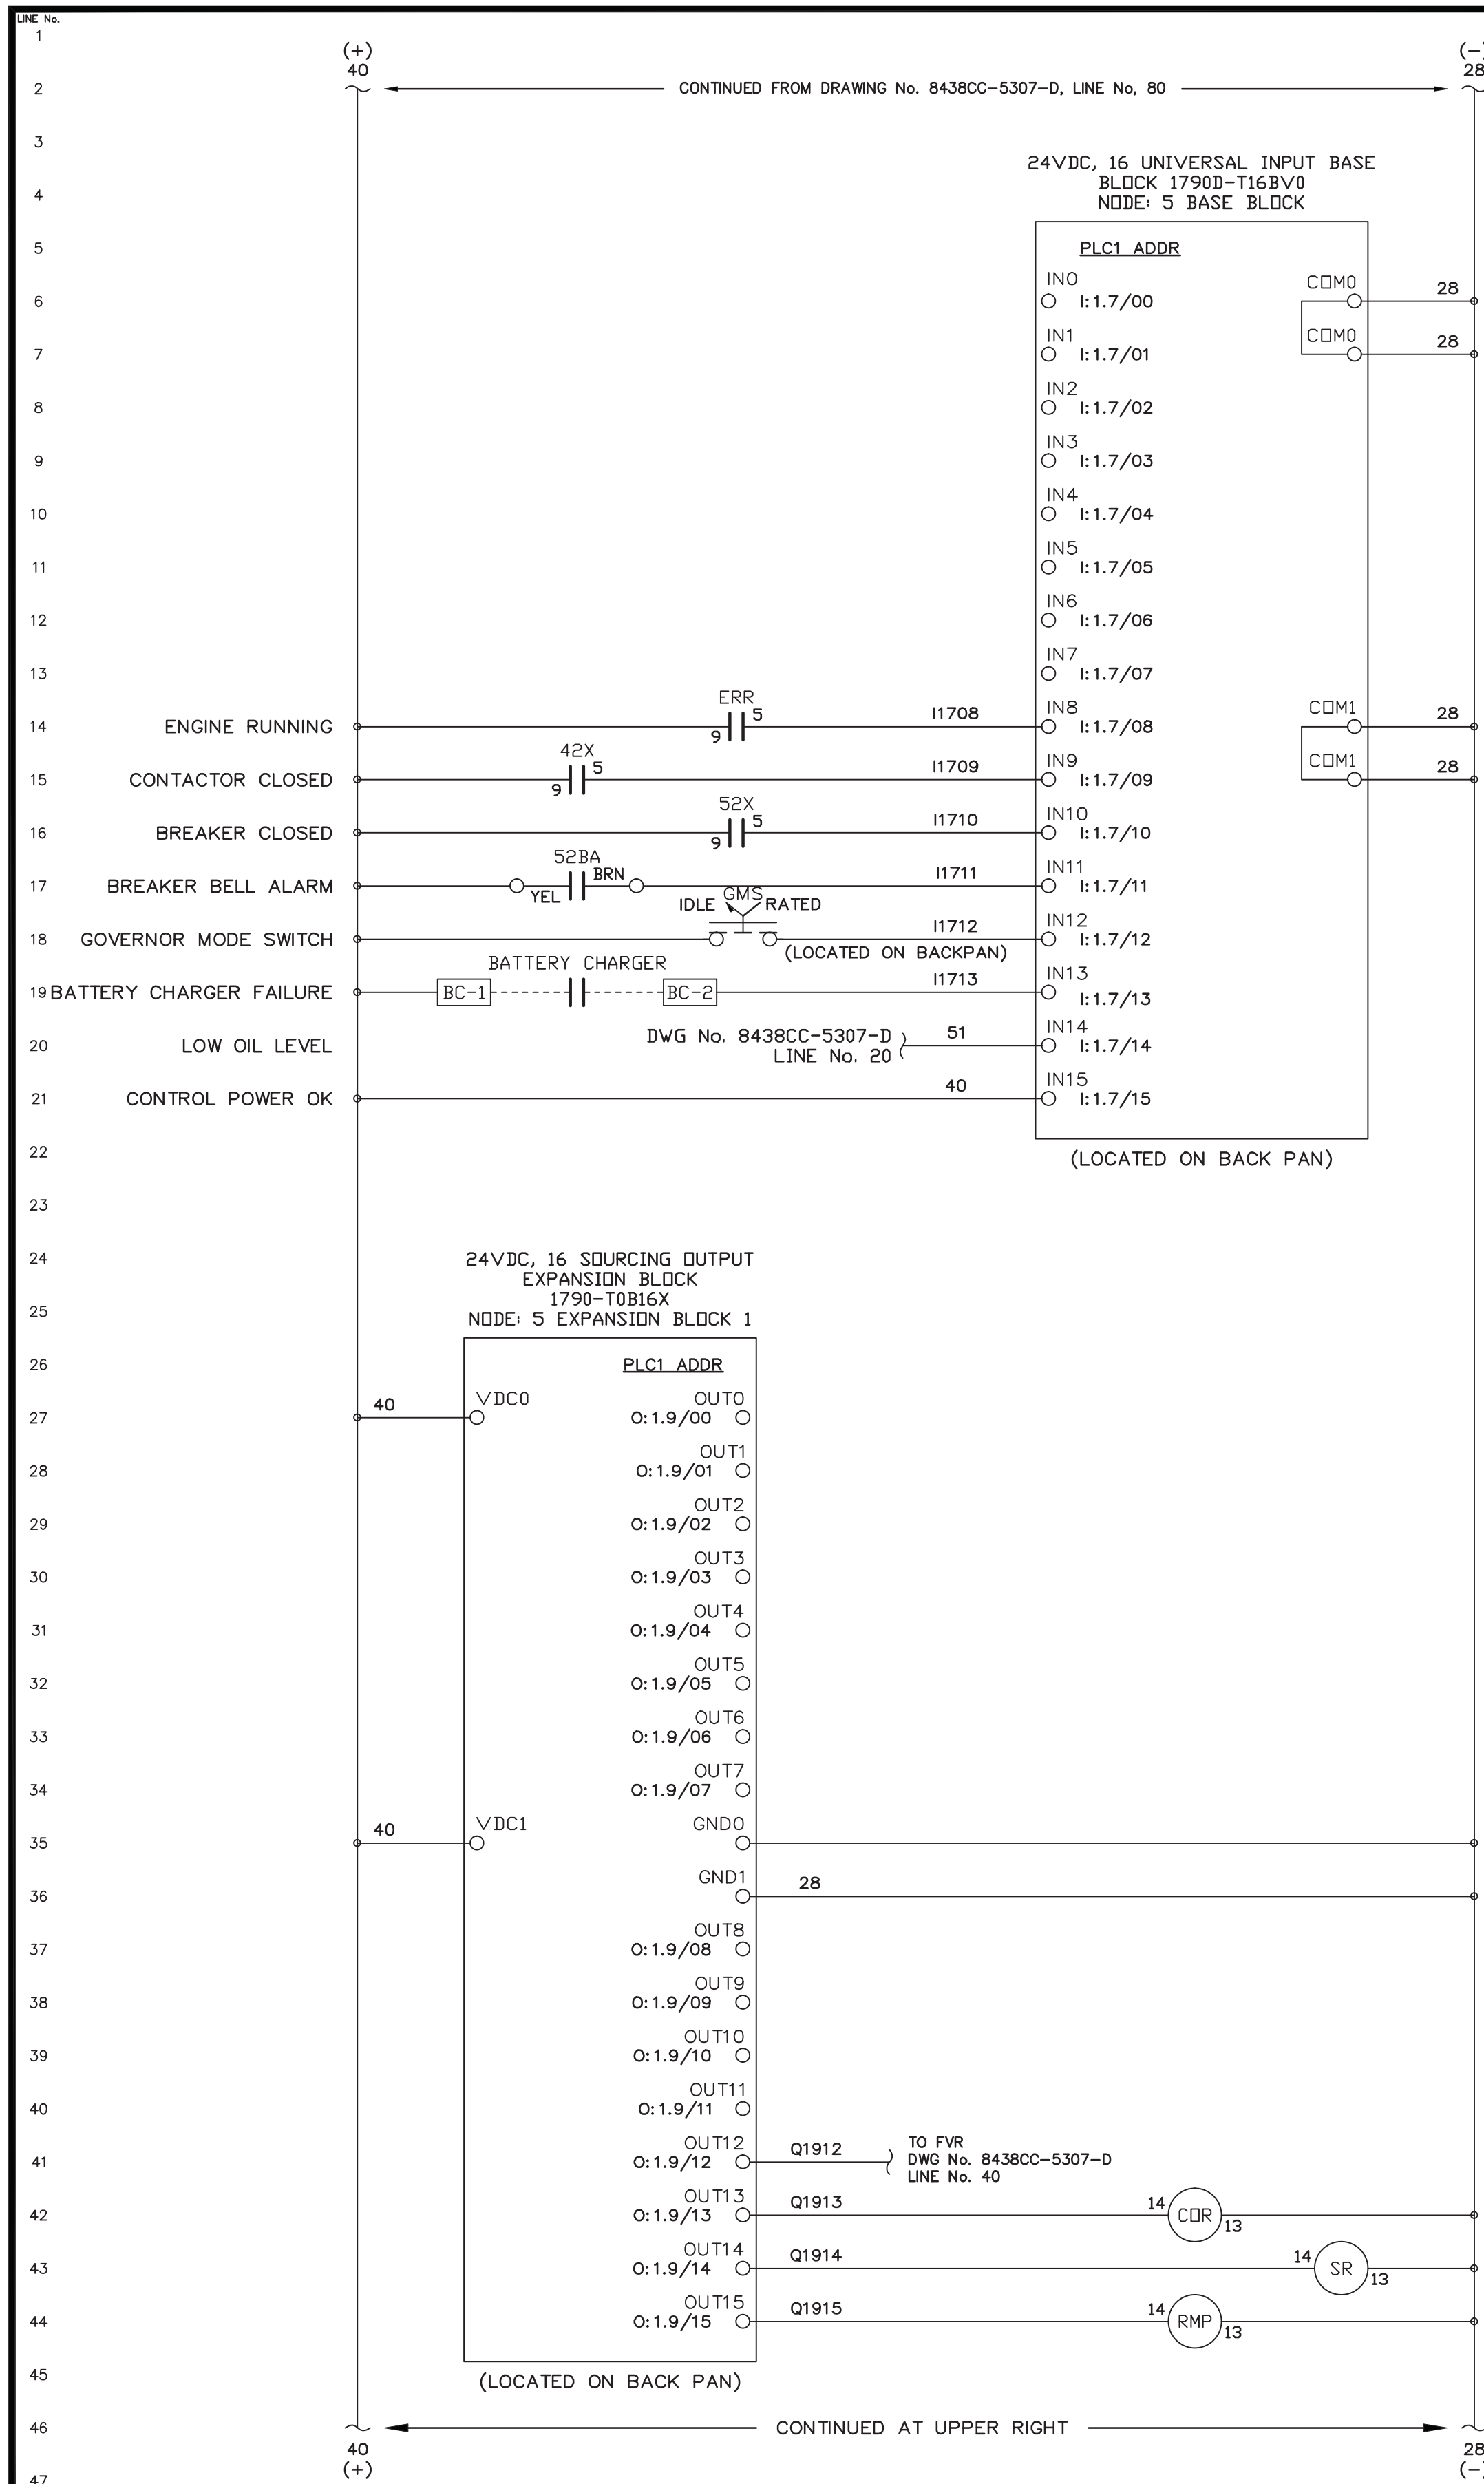 LINE No.
1
(+)
(-)
40
28
2
CONTINUED FROM DRAWING No. 8438CC-5307-D, LINE No, 80
3
24VDC, 16 UNIVERSAL INPUT BASE
4
BLOCK 1790D-T16BV0
NODE: 5 BASE BLOCK
5
PLC1 ADDR
IN0
COM0
6
I:1.7/00
28
IN1
COM0
7
I:1.7/01
28
IN2
8
I:1.7/02
IN3
9
I:1.7/03
IN4
10
I:1.7/04
IN5
11
I:1.7/05
IN6
12
I:1.7/06
IN7
13
I:1.7/07
14
ENGINE RUNNING
ERR
9
5
I1708
IN8
I:1.7/08
COM1
28
15
CONTACTOR CLOSED
42X
9
5
I1709
IN9
I:1.7/09
COM1
28
16
BREAKER CLOSED
52X
9
5
I1710
IN10
I:1.7/10
17
BREAKER BELL ALARM
52BA
YEL
BRN
I1711
IN11
I:1.7/11
18
GOVERNOR MODE SWITCH
GMS
IDLE
RATED
(LOCATED ON BACKPAN)
I1712
IN12
I:1.7/12
19
BATTERY CHARGER FAILURE
BATTERY CHARGER
BC-1
BC-2
I1713
IN13
I:1.7/13
20
LOW OIL LEVEL
DWG No. 8438CC-5307-D
LINE No. 20
51
IN14
I:1.7/14
21
CONTROL POWER OK
40
IN15
I:1.7/15
22
(LOCATED ON BACK PAN)
23
24
24VDC, 16 SOURCING OUTPUT
EXPANSION BLOCK
25
1790-T0B16X
NODE: 5 EXPANSION BLOCK 1
26
PLC1 ADDR
27
40
VDC0
OUT0
O:1.9/00
28
OUT1
O:1.9/01
29
OUT2
O:1.9/02
30
OUT3
O:1.9/03
31
OUT4
O:1.9/04
32
OUT5
O:1.9/05
33
OUT6
O:1.9/06
34
OUT7
O:1.9/07
35
40
VDC1
GND0
36
GND1
28
37
OUT8
O:1.9/08
38
OUT9
O:1.9/09
39
OUT10
O:1.9/10
40
OUT11
O:1.9/11
41
OUT12
O:1.9/12
Q1912
TO FVR
DWG No. 8438CC-5307-D
LINE No. 40
42
OUT13
O:1.9/13
Q1913
14
COR
13
43
OUT14
O:1.9/14
Q1914
14
SR
13
44
OUT15
O:1.9/15
Q1915
14
RMP
13
45
(LOCATED ON BACK PAN)
46
CONTINUED AT UPPER RIGHT
40
28
(+)
(-)
47